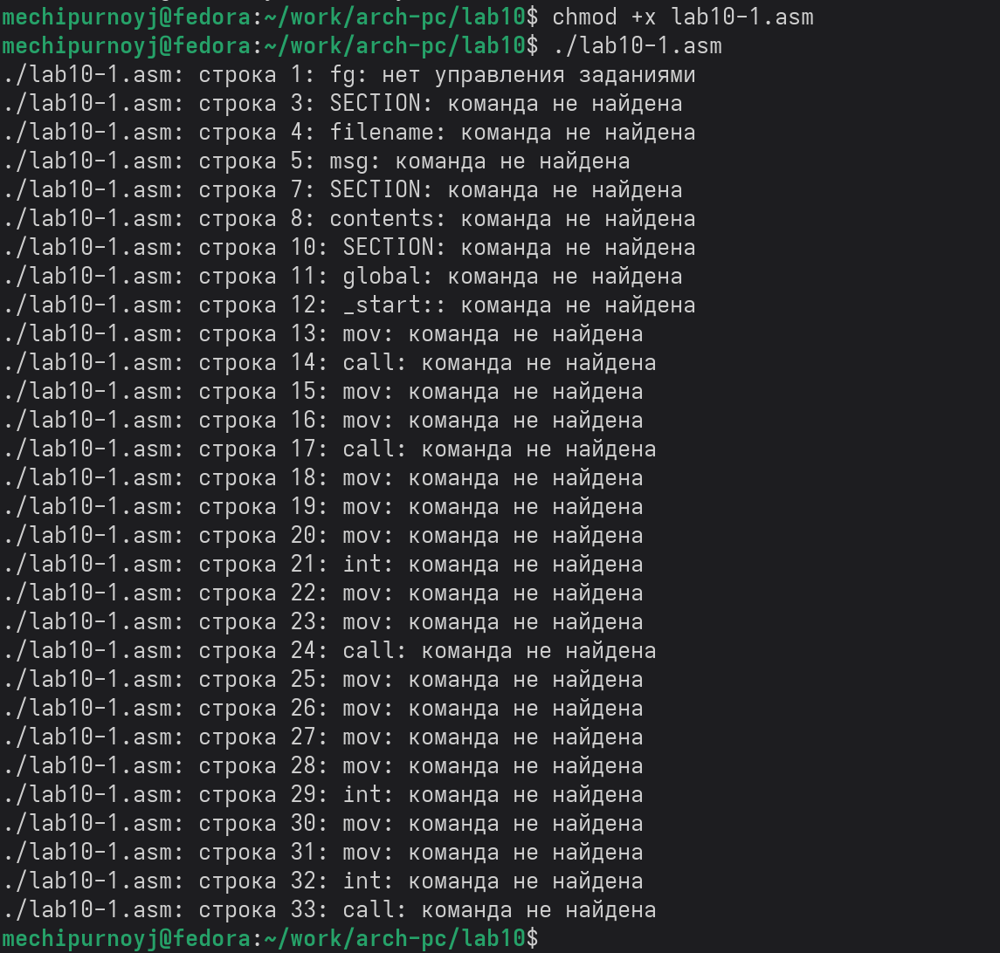 mechipurnoyj@fedora:~/work/arch-pc/lab10$ chmod +x lab10-1.asm
mechipurnoyj@fedora:~/work/arch-pc/lab10$ ./lab10-1.asm
./lab10-1.asm: строка 1: fg: нет управления заданиями
./lab10-1.asm: строка 3: SECTION: команда не найдена
./lab10-1.asm: строка 4: filename: команда не найдена
./lab10-1.asm: строка 5: msg: команда не найдена
./lab10-1.asm: строка 7: SECTION: команда не найдена
./lab10-1.asm: строка 8: contents: команда не найдена
./lab10-1.asm: строка 10: SECTION: команда не найдена
./lab10-1.asm: строка 11: global: команда не найдена
./lab10-1.asm: строка 12: _start:: команда не найдена
./lab10-1.asm: строка 13: mov: команда не найдена
./lab10-1.asm: строка 14: call: команда не найдена
./lab10-1.asm: строка 15: mov: команда не найдена
./lab10-1.asm: строка 16: mov: команда не найдена
./lab10-1.asm: строка 17: call: команда не найдена
./lab10-1.asm: строка 18: mov: команда не найдена
./lab10-1.asm: строка 19: mov: команда не найдена
./lab10-1.asm: строка 20: mov: команда не найдена
./lab10-1.asm: строка 21: int: команда не найдена
./lab10-1.asm: строка 22: mov: команда не найдена
./lab10-1.asm: строка 23: mov: команда не найдена
./lab10-1.asm: строка 24: call: команда не найдена
./lab10-1.asm: строка 25: mov: команда не найдена
./lab10-1.asm: строка 26: mov: команда не найдена
./lab10-1.asm: строка 27: mov: команда не найдена
./lab10-1.asm: строка 28: mov: команда не найдена
./lab10-1.asm: строка 29: int: команда не найдена
./lab10-1.asm: строка 30: mov: команда не найдена
./lab10-1.asm: строка 31: mov: команда не найдена
./lab10-1.asm: строка 32: int: команда не найдена
./lab10-1.asm: строка 33: call: команда не найдена
mechipurnoyj@fedora:~/work/arch-pc/lab10$